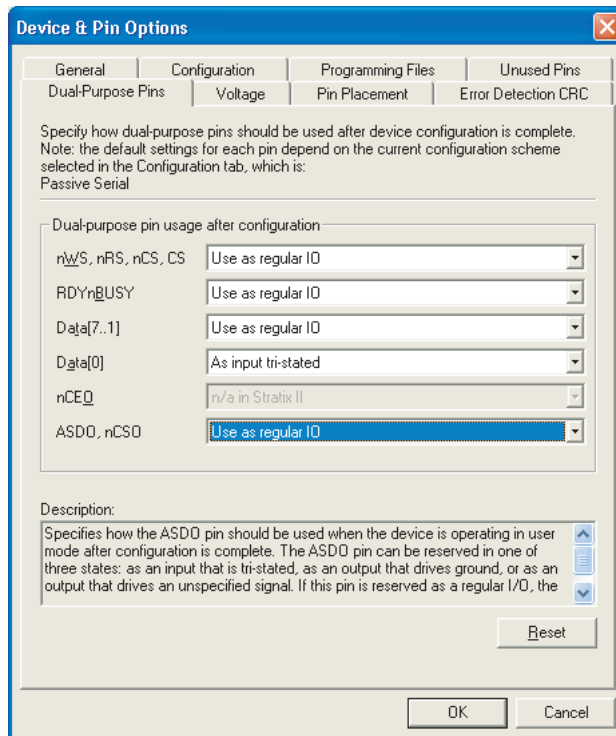 Device & Pin Options
General
Configuration
Programming Files
Unused Pins
Dual-Purpose Pins
Voltage
Pin Placement
Error Detection CRC
Specify how dual-purpose pins should be used after device configuration is complete.
Note: the default settings for each pin depend on the current configuration scheme
selected in the Configuration tab, which is:
Passive Serial
Dual-purpose pin usage after configuration
nWS, nRS, nCS, CS
Use as regular IO
RDYnBUSY
Use as regular IO
Data[7..1]
Use as regular IO
Data[0]
As input tri-stated
nCEO
n/a in Stratix II
ASDO, nCSO
Use as regular IO
Description:
Specifies how the ASDO pin should be used when the device is operating in user
mode after configuration is complete. The ASDO pin can be reserved in one of
three states: as an input that is tri-stated, as an output that drives ground, or as an
output that drives an unspecified signal. If this pin is reserved as a regular I/O, the
Reset
OK
Cancel